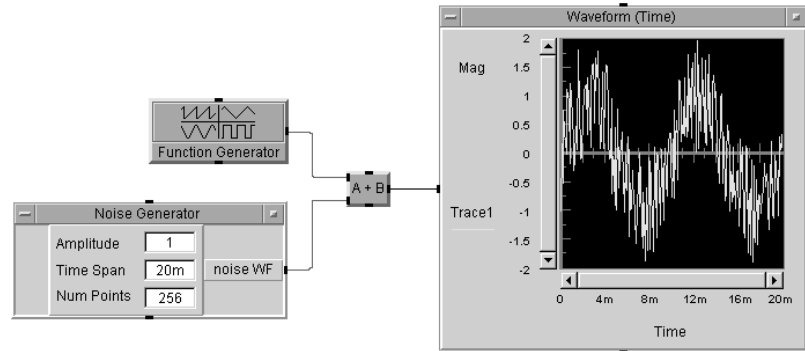 Function Generator
A + B
Noise Generator
Amplitude 1
Time Span 20m
Num Points 256
noise WF
Waveform (Time)
Mag
Trace1
2
1.5
1
0.5
0
-0.5
-1
-1.5
-2
0 4m 8m 12m 16m 20m
Time